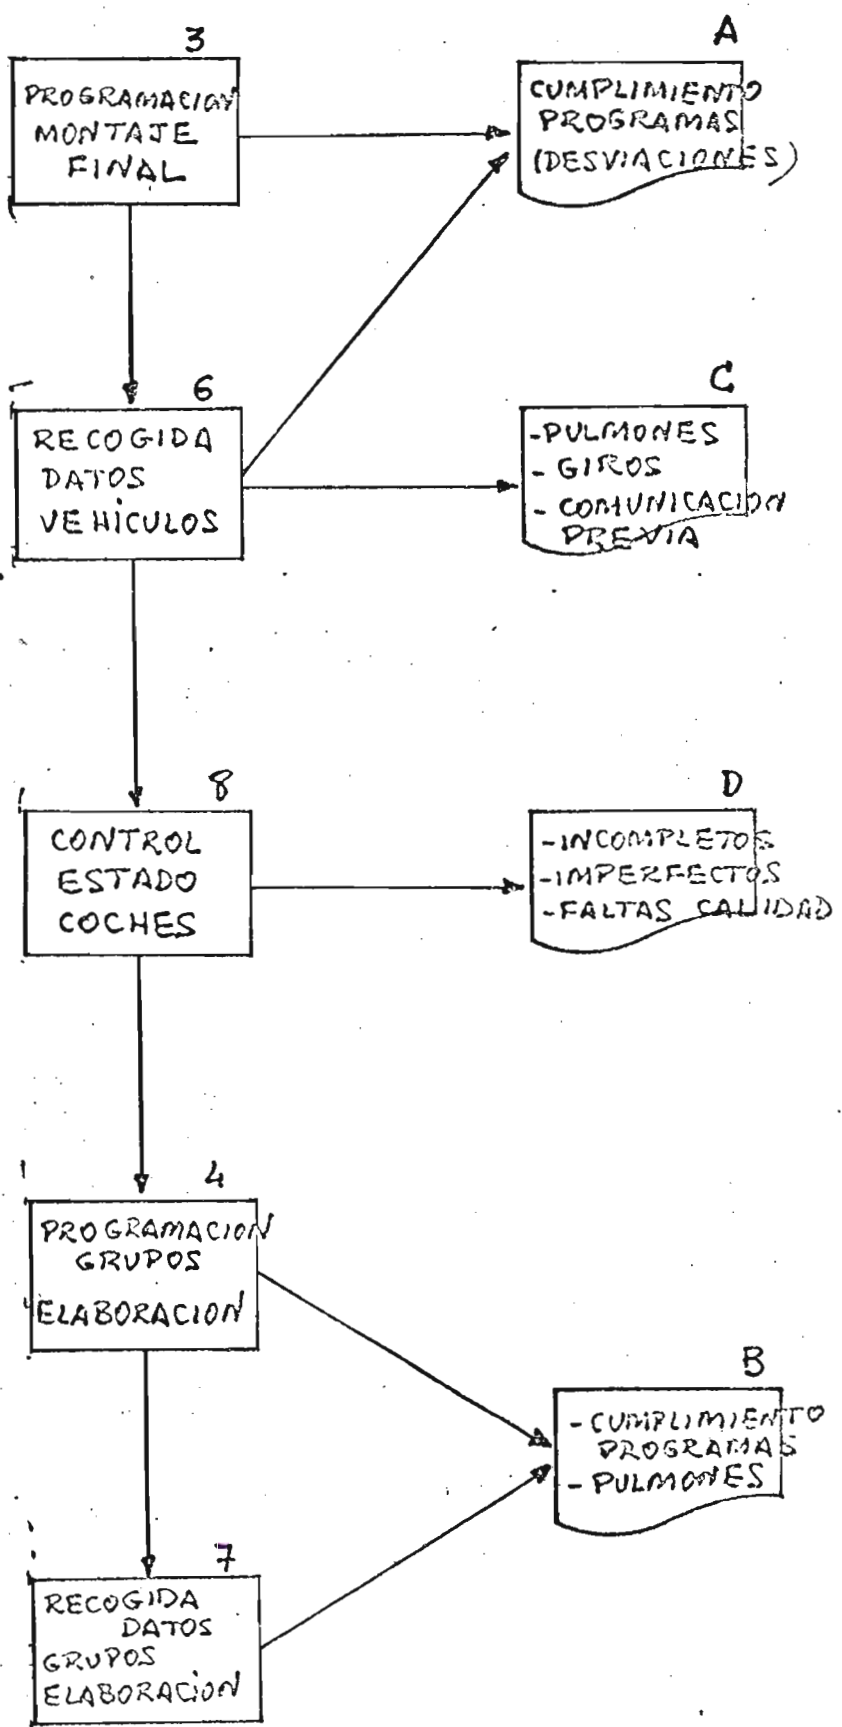 3
PROGRAMACION
MONTAJE
FINAL
A
CUMPLIMIENTO
PROGRAMAS
(DESVIACIONES)
6
RECOGIDA
DATOS
VEHÍCULOS
C
-PULMONES
- GIROS
- COMUNICACION
PREVIA
8
CONTROL
ESTADO
COCHES
D
-INCOMPLETOS
-IMPERFECTOS
-FALTAS CALIDAD
4
PROGRAMACION
GRUPOS
ELABORACION
B
- CUMPLIMIENTO
PROGRAMAS
- PULMONES
7
RECOGIDA
DATOS
GRUPOS
ELABORACION